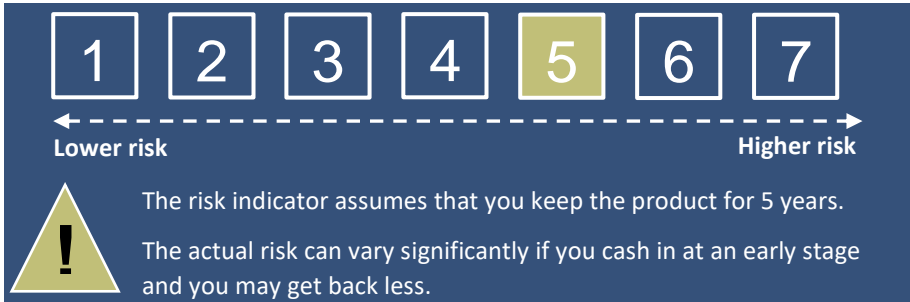 1 2 3 4 5 6 7
Lower risk Higher risk
!
The risk indicator assumes that you keep the product for 5 years.
The actual risk can vary significantly if you cash in at an early stage
and you may get back less.